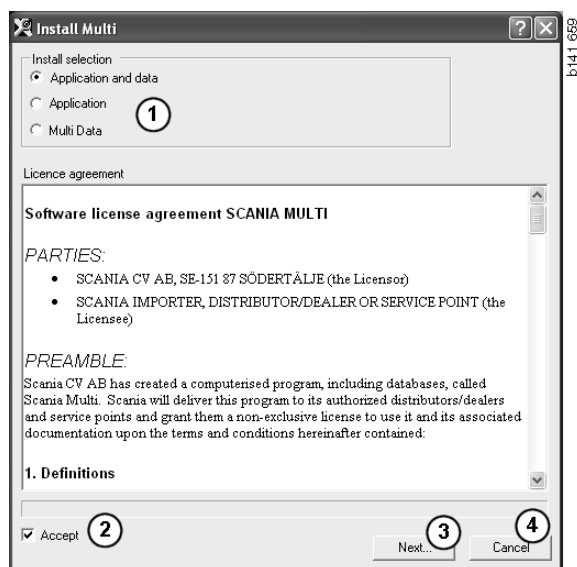 Install Multi
b141 659
Install selection
Application and data
Application
Multi Data
1
Licence agreement
Software license agreement SCANIA MULTI
PARTIES:
• SCANIA CV AB, SE-151 87 SÖDERTÄLJE (the Licensor)
• SCANIA IMPORTER, DISTRIBUTOR/DEALER OR SERVICE POINT (the
Licensee)
PREAMBLE:
Scania CV AB has created a computerised program, including databases, called
Scania Multi. Scania will deliver this program to its authorized distributors/dealers
and service points and grant them a non-exclusive license to use it and its associated
documentation upon the terms and conditions hereinafter contained:
1. Definitions
Accept
2
Next...
3
Cancel
4